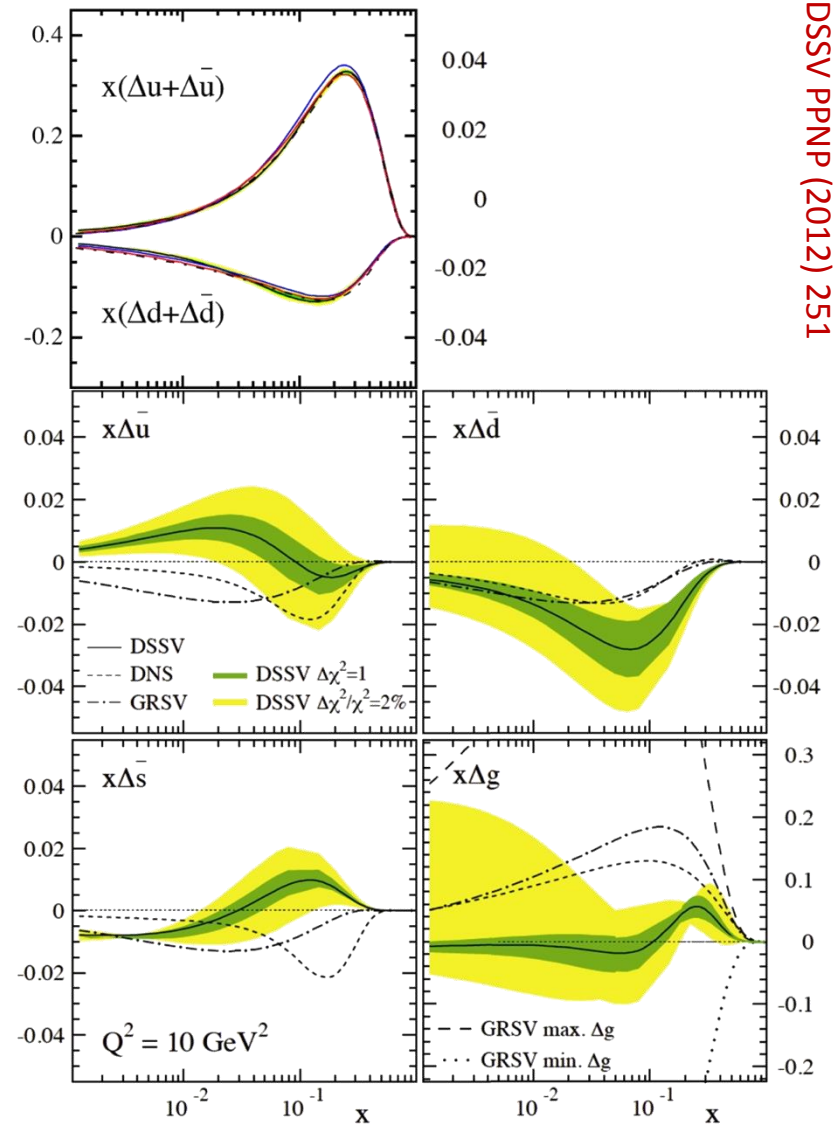 DSSV PPNP (2012) 251
0.4
0.2
0
-0.2
x(Δu+Δū)
x(Δd+Δd̄)
0.04
0.02
0
-0.02
-0.04
xΔū
0.04
0.02
0
-0.02
-0.04
DSSV
DNS
GRSV
DSSV Δχ²=1
DSSV Δχ²/χ²=2%
xΔd̄
0.04
0.02
0
-0.02
-0.04
xΔs̄
0.04
0.02
0
-0.02
-0.04
Q² = 10 GeV²
10⁻²
10⁻¹
x
xΔg
0.3
0.2
0.1
0
-0.1
-0.2
GRSV max. Δg
GRSV min. Δg
10⁻²
10⁻¹
x